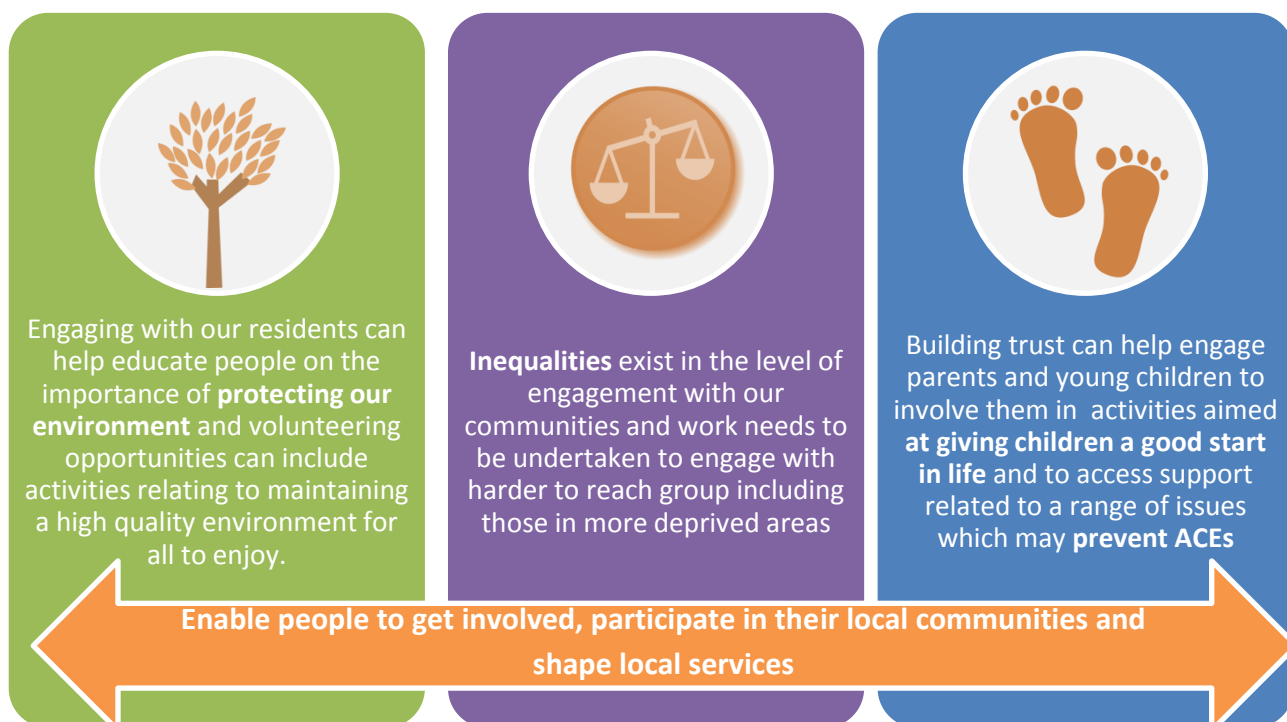 Engaging with our residents can
help educate people on the
importance of protecting our
environment and volunteering
opportunities can include
activities relating to maintaining
a high quality environment for
all to enjoy.
Inequalities exist in the level of
engagement with our
communities and work needs to
be undertaken to engage with
harder to reach group including
those in more deprived areas
Building trust can help engage
parents and young children to
involve them in activities aimed
at giving children a good start
in life and to access support
related to a range of issues
which may prevent ACEs
Enable people to get involved, participate in their local communities and
shape local services